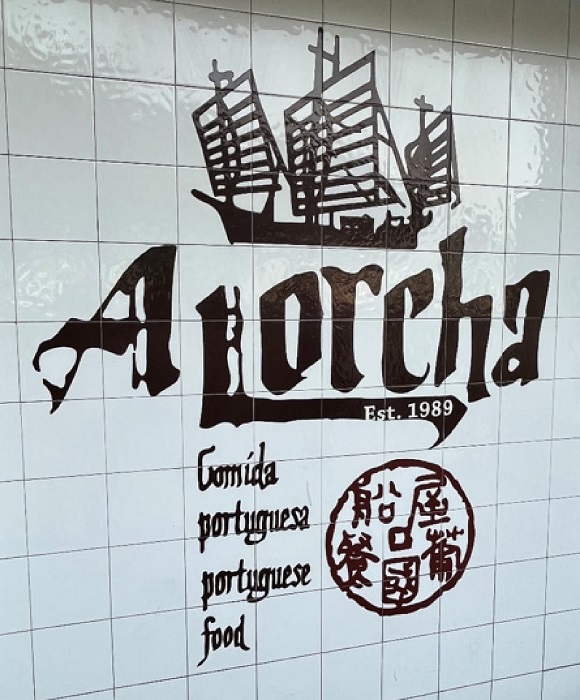 A Lorcha
Est. 1989
Comida
portuguesa
portuguese
food
船屋
葡國餐